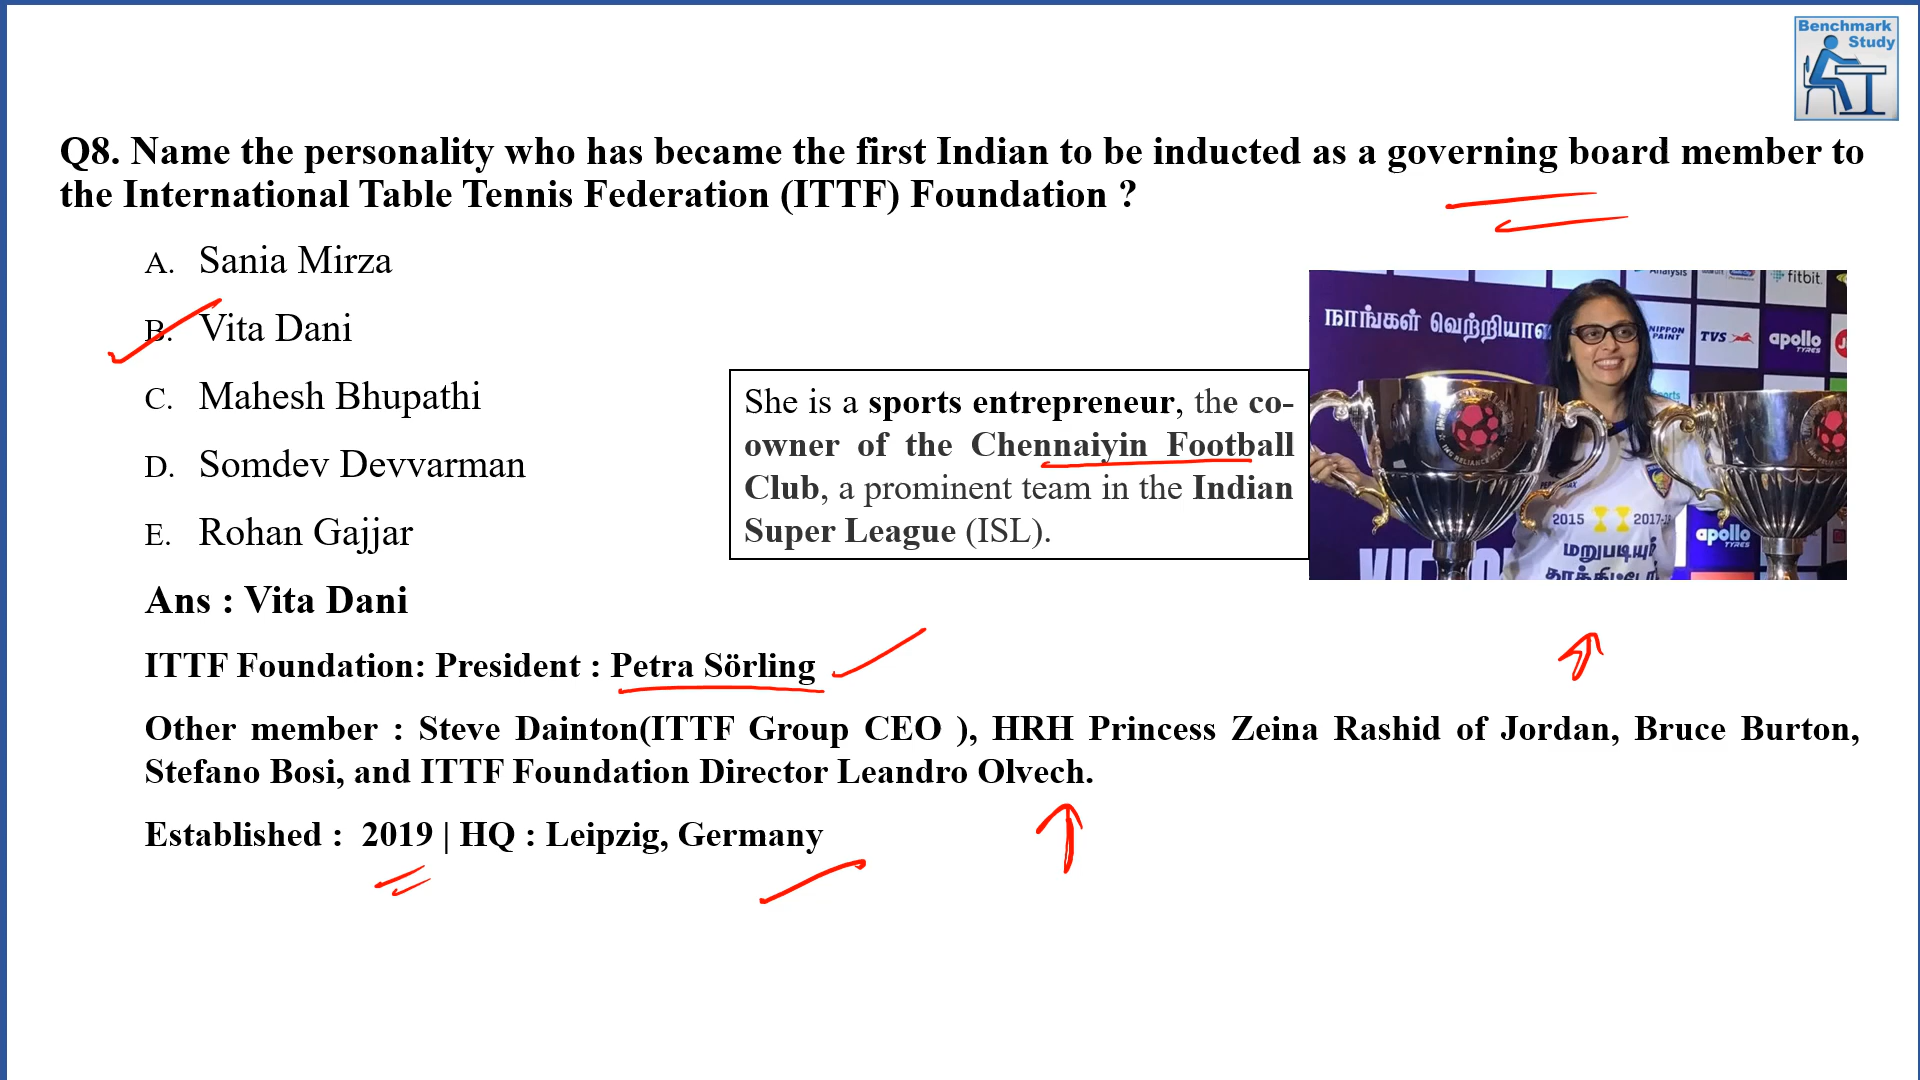 Benchmark
Study
Q8. Name the personality who has became the first Indian to be inducted as a governing board member to
the International Table Tennis Federation (ITTF) Foundation ?
A. Sania Mirza
B. Vita Dani
C. Mahesh Bhupathi
D. Somdev Devvarman
E. Rohan Gajjar
She is a sports entrepreneur, the co-
owner of the Chennaiyin Football
Club, a prominent team in the Indian
Super League (ISL).
Analysis
fitbit.
நாங்கள்
NIPPON
PAINT
TVS
apollo
TYRES
2015 2017-
apollo
TYRES
Ans : Vita Dani
ITTF Foundation: President : Petra Sörling
Other member : Steve Dainton(ITTF Group CEO ), HRH Princess Zeina Rashid of Jordan, Bruce Burton,
Stefano Bosi, and ITTF Foundation Director Leandro Olvech.
Established : 2019 | HQ : Leipzig, Germany